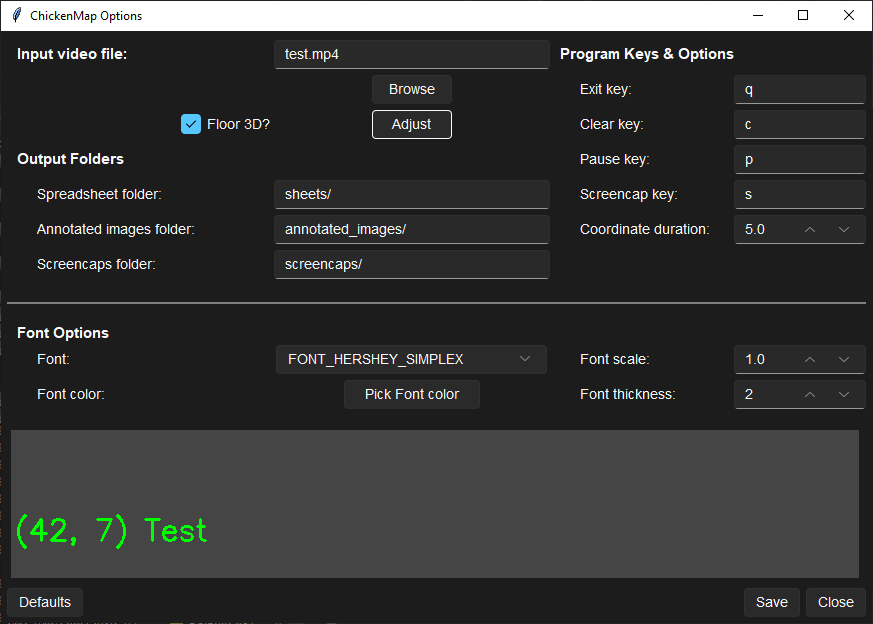 ChickenMap Options
Input video file: test.mp4
Browse
Floor 3D? Adjust
Output Folders
Spreadsheet folder: sheets/
Annotated images folder: annotated_images/
Screencaps folder: screencaps/
Program Keys & Options
Exit key: q
Clear key: c
Pause key: p
Screencap key: s
Coordinate duration: 5.0
Font Options
Font: FONT_HERSHEY_SIMPLEX
Font scale: 1.0
Font color: Pick Font color
Font thickness: 2
(42, 7) Test
Defaults Save Close